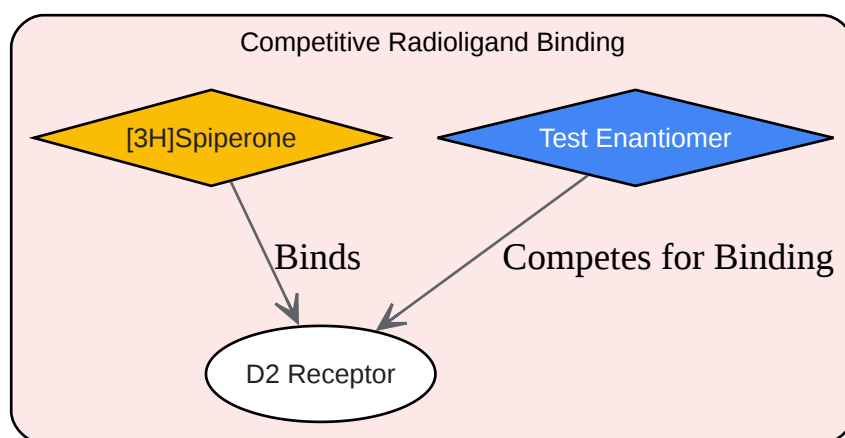 Competitive Radioligand Binding
[3H]Spiperone
Test Enantiomer
Binds
Competes for Binding
D2 Receptor